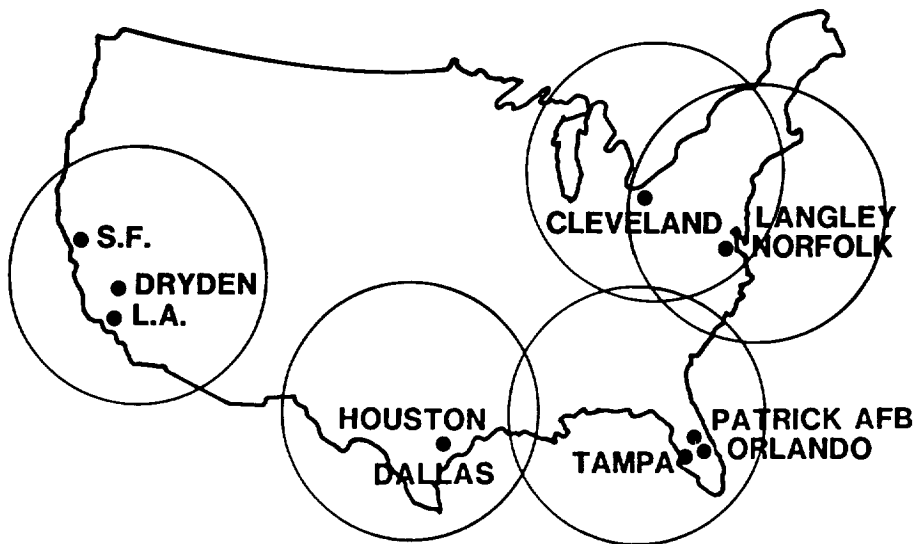 CLEVELAND
LANGLEY
NORFOLK
S.F.
DRYDEN
L.A.
HOUSTON
DALLAS
PATRICK AFB
ORLANDO
TAMPA